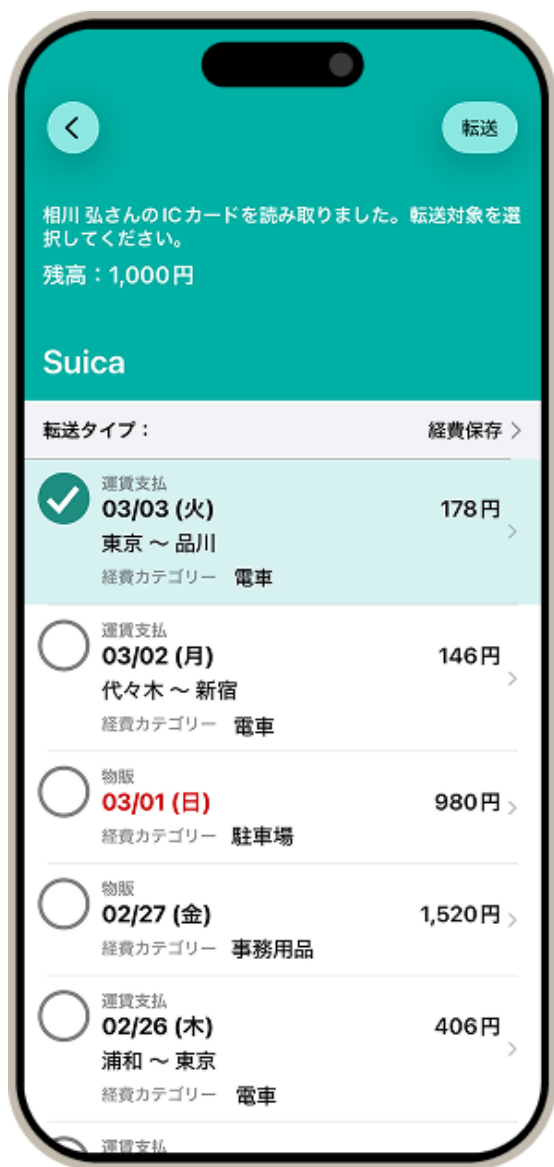 転送
相川 弘さんのICカードを読み取りました。転送対象を選
択してください。
残高：1,000円
Suica
転送タイプ： 経費保存
運賃支払
03/03 (火) 178円
東京 〜 品川
経費カテゴリー 電車
運賃支払
03/02 (月) 146円
代々木 〜 新宿
経費カテゴリー 電車
物販
03/01 (日) 980円
経費カテゴリー 駐車場
物販
02/27 (金) 1,520円
経費カテゴリー 事務用品
運賃支払
02/26 (木) 406円
浦和 〜 東京
経費カテゴリー 電車
運賃支払